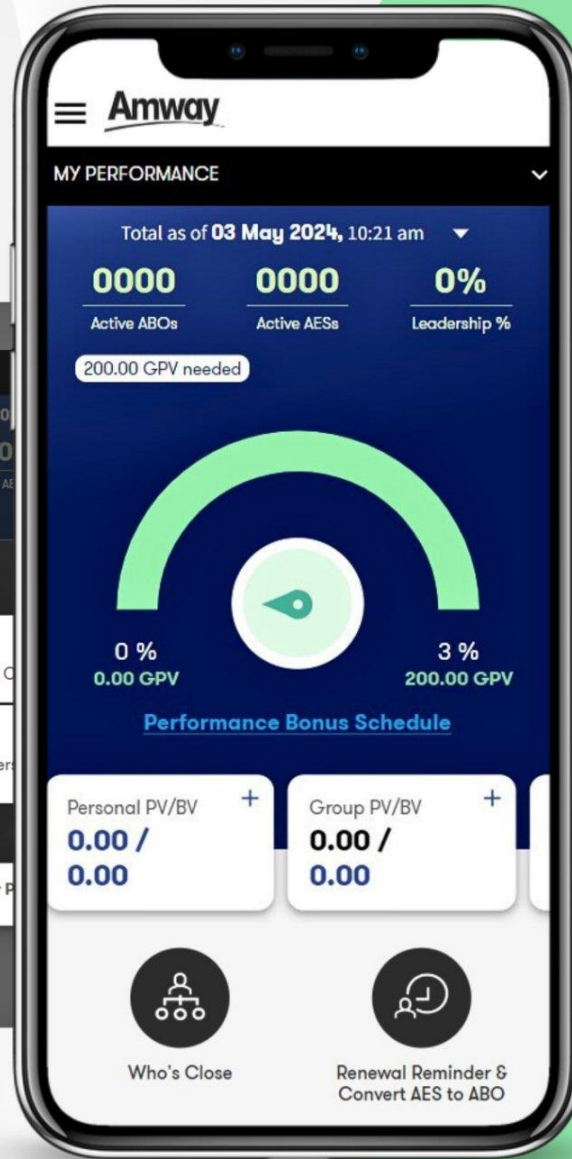 Amway
MY PERFORMANCE
Total as of 03 May 2024, 10:21 am
0000 0000 0%
Active ABOs Active AESs Leadership %
200.00 GPV needed
0 % 3 %
0.00 GPV 200.00 GPV
Performance Bonus Schedule
Personal PV/BV + Group PV/BV +
0.00 / 0.00 /
0.00 0.00
Who's Close Renewal Reminder &
Convert AES to ABO